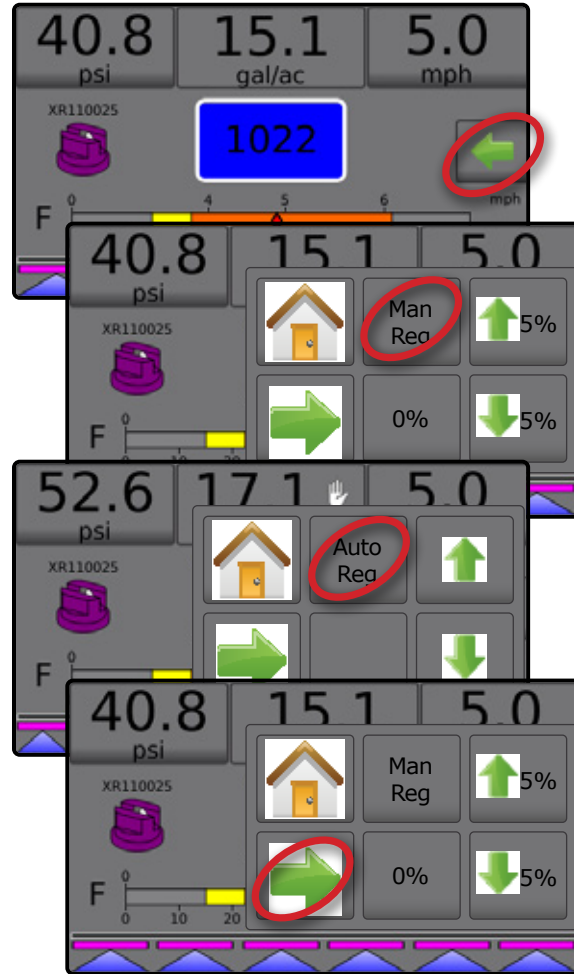 40.8 15.1 5.0
psi gal/ac mph
XR110025
1022
0 4 5 6 mph
F
40.8 15.1 5.0
psi
XR110025
Man
Reg
5%
0
F
0%
5%
0 10 20
52.6 17.1 5.0
psi
XR110025
Auto
Reg
0
F
40.8 15.1 5.0
psi
XR110025
Man
Reg
5%
0
F
0%
5%
0 10 20